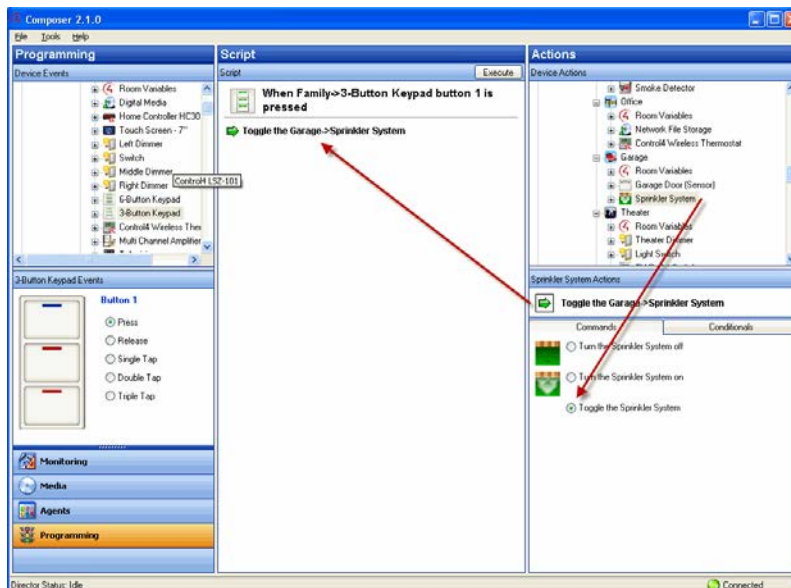 Composer 2.1.0
File Tools Help
Programming
Device Events
Room Variables
Digital Media
Home Controller HC30
Touch Screen - 7"
Left Dimmer
Switch
Middle Dimmer
Control4 LSZ-101
Right Dimmer
6-Button Keypad
3-Button Keypad
Control4 Wireless Ther
Multi Channel Amplifier
3-Button Keypad Events
Button 1
Press
Release
Single Tap
Double Tap
Triple Tap
Monitoring
Media
Agents
Programming
Director Status: Idle
Script
Script Execute
When Family->3-Button Keypad button 1 is
pressed
Toggle the Garage->Sprinkler System
Actions
Device Actions
Smoke Detector
Office
Room Variables
Network File Storage
Control4 Wireless Thermostat
Garage
Room Variables
Garage Door (Sensor)
Sprinkler System
Theater
Room Variables
Theater Dimmer
Light Switch
Sprinkler System Actions
Toggle the Garage->Sprinkler System
Commands Conditionals
Turn the Sprinkler System off
Turn the Sprinkler System on
Toggle the Sprinkler System
Connected